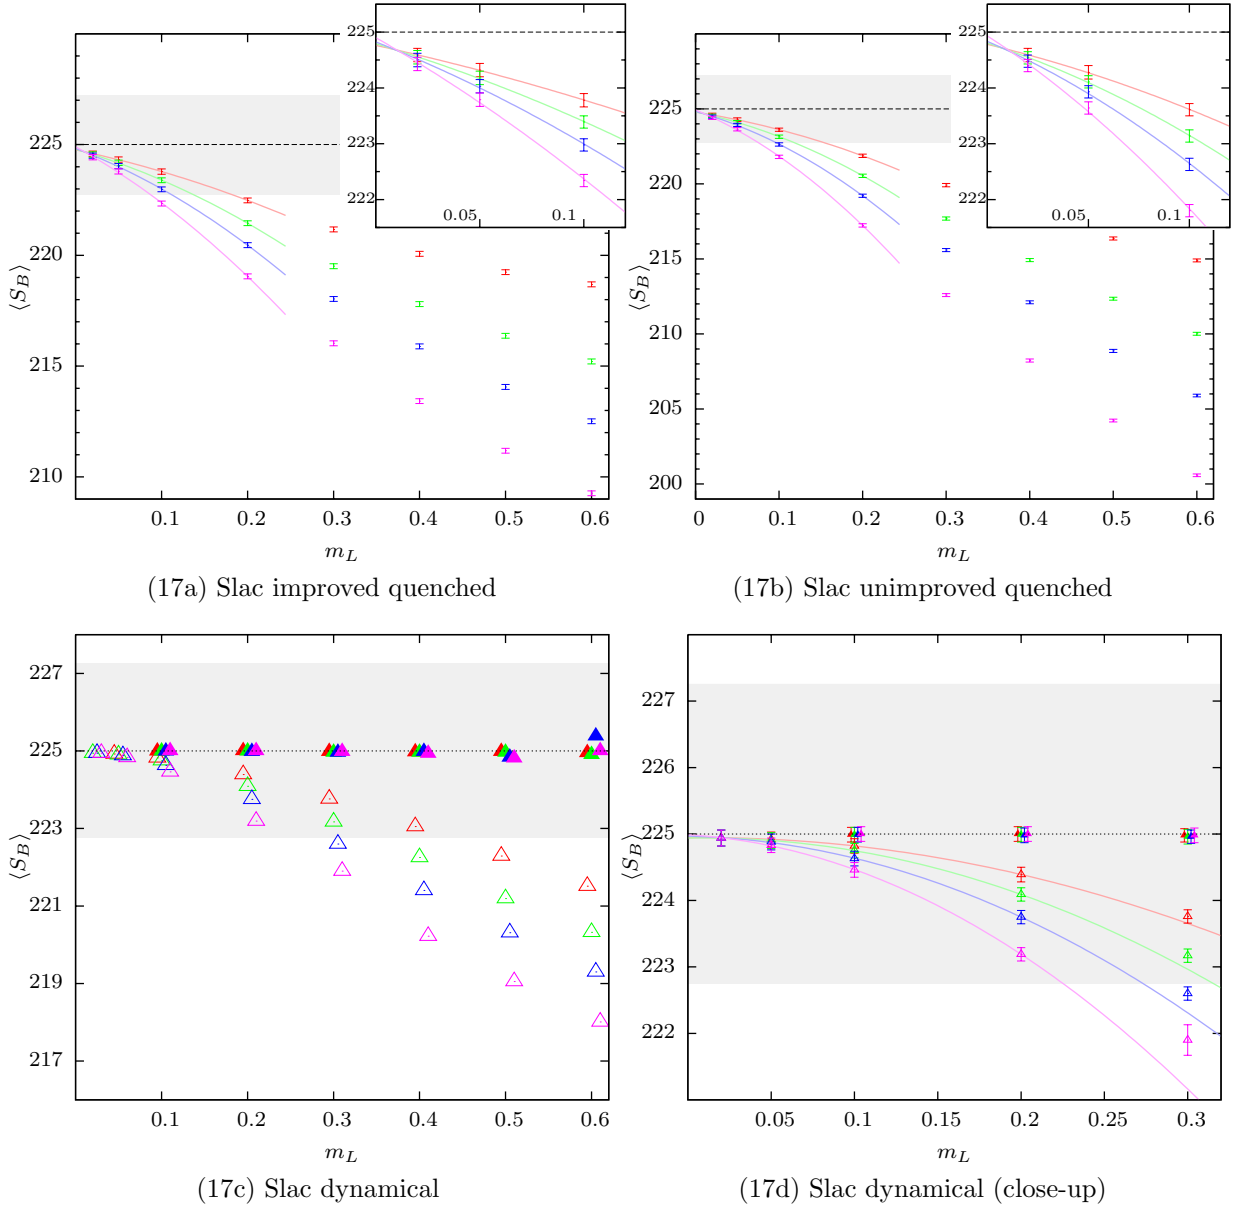 225
220
215
210
⟨S_B⟩
0.1 0.2 0.3 0.4 0.5 0.6
m_L
225
224
223
222
0.05 0.1
(17a) Slac improved quenched
225
220
215
210
205
200
⟨S_B⟩
0 0.1 0.2 0.3 0.4 0.5 0.6
m_L
225
224
223
222
0.05 0.1
(17b) Slac unimproved quenched
227
225
223
221
219
217
⟨S_B⟩
0.1 0.2 0.3 0.4 0.5 0.6
m_L
(17c) Slac dynamical
227
226
225
224
223
222
⟨S_B⟩
0.05 0.1 0.15 0.2 0.25 0.3
m_L
(17d) Slac dynamical (close-up)